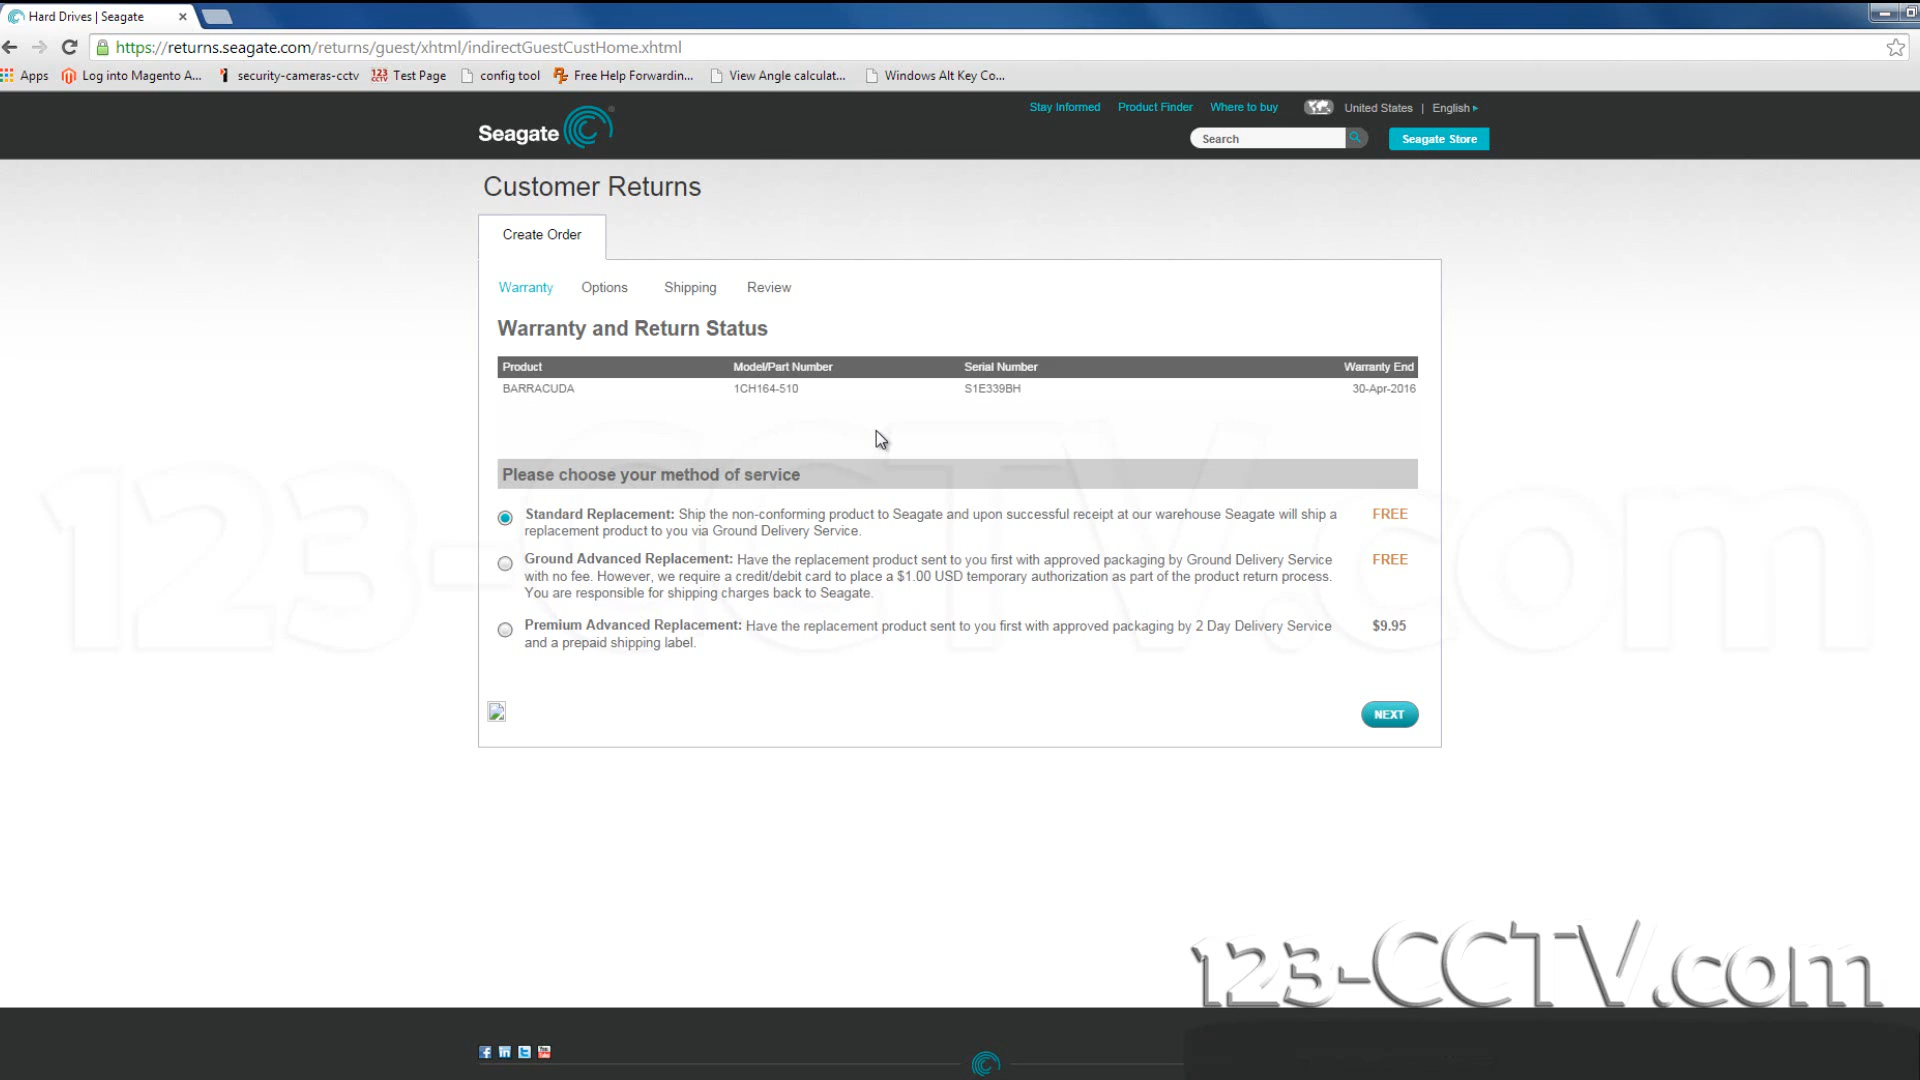 Hard Drives | Seagate
https://returns.seagate.com/returns/guest/xhtml/indirectGuestCustHome.xhtml
Apps Log into Magento A... security-cameras-cctv 123 CCTV Test Page config tool Free Help Forwardin... View Angle calculat... Windows Alt Key Co...
Stay Informed Product Finder Where to buy United States | English
Seagate
Search Seagate Store
Customer Returns
Create Order
Warranty Options Shipping Review
Warranty and Return Status
Product Model/Part Number Serial Number Warranty End
BARRACUDA 1CH164-510 S1E339BH 30-Apr-2016
Please choose your method of service
Standard Replacement: Ship the non-conforming product to Seagate and upon successful receipt at our warehouse Seagate will ship a FREE
replacement product to you via Ground Delivery Service.
Ground Advanced Replacement: Have the replacement product sent to you first with approved packaging by Ground Delivery Service FREE
with no fee. However, we require a credit/debit card to place a $1.00 USD temporary authorization as part of the product return process.
You are responsible for shipping charges back to Seagate.
Premium Advanced Replacement: Have the replacement product sent to you first with approved packaging by 2 Day Delivery Service $9.95
and a prepaid shipping label.
NEXT
123-CCTV.com
123-CCTV.com